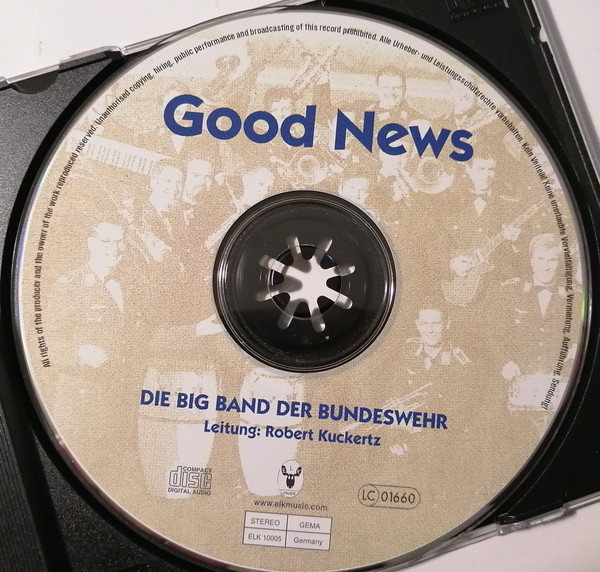 All rights of the producer and the owner of the work reproduced reserved. Unauthorised copying, hiring, public performance and broadcasting of this record prohibited. Alle Urheber- und Leistungsschutzrechte vorbehalten. Kein Verleih! Keine unerlaubte Vervielfältigung, Vermietung, Aufführung, Sendung!
Good News
DIE BIG BAND DER BUNDESWEHR
Leitung: Robert Kuckertz
COMPACT
disc
DIGITAL AUDIO
MUSIC
LC 01660
www.elkmusic.com
STEREO GEMA
ELK 10005 Germany